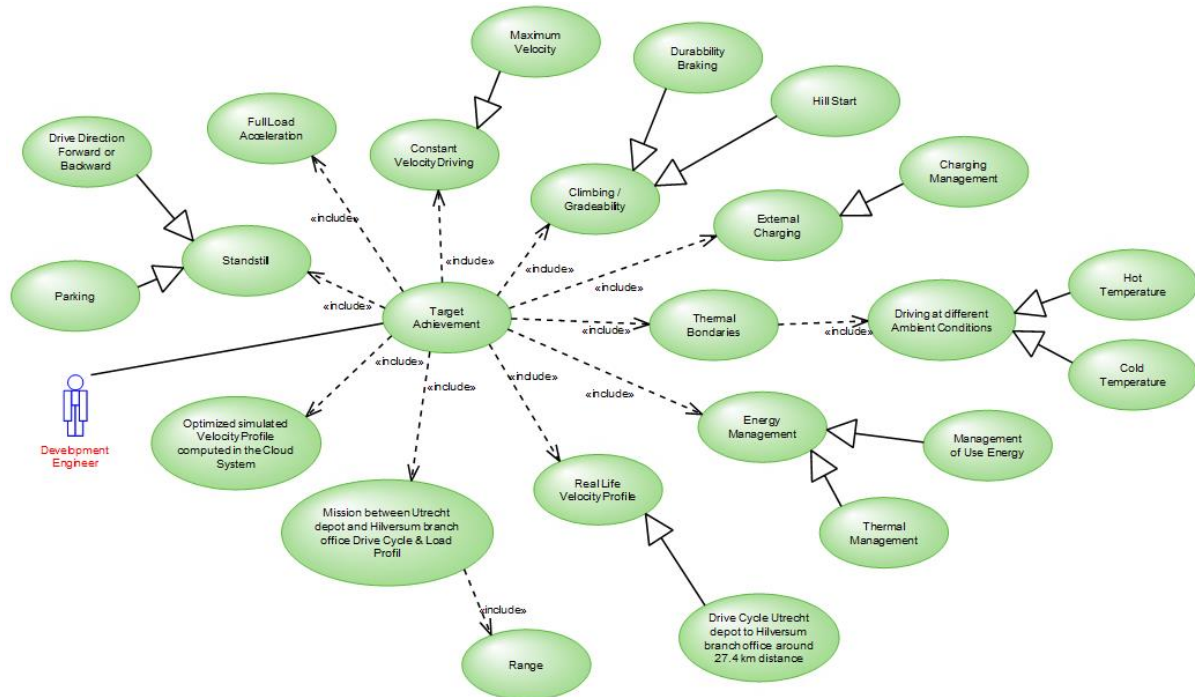 Maximum
Velocity
Durabbility
Braking
Hill Start
Full Load
Acceleration
Drive Direction
Forward or
Backward
Constant
Velocity Driving
Charging
Management
Climbing /
Gradeability
External
Charging
«include»
Standstill
«include»
«include»
«include»
Hot
Temperature
Parking
«include»
Target
Achievement
«include»
Thermal
Bondaries
«include»
Driving at different
Ambient Conditions
«include»
Cold
Temperature
«include»
«include»
«include»
«include»
Development
Engineer
Optimized simulated
Velocity Profile
computed in the Cloud
System
Energy
Management
Management
of Use Energy
Real Life
Velocity Profile
Mission between Utrecht
depot and Hilversum branch
office Drive Cycle & Load
Profil
Thermal
Management
«include»
Range
Drive Cycle Utrecht
depot to Hilversum
branch office around
27.4 km distance